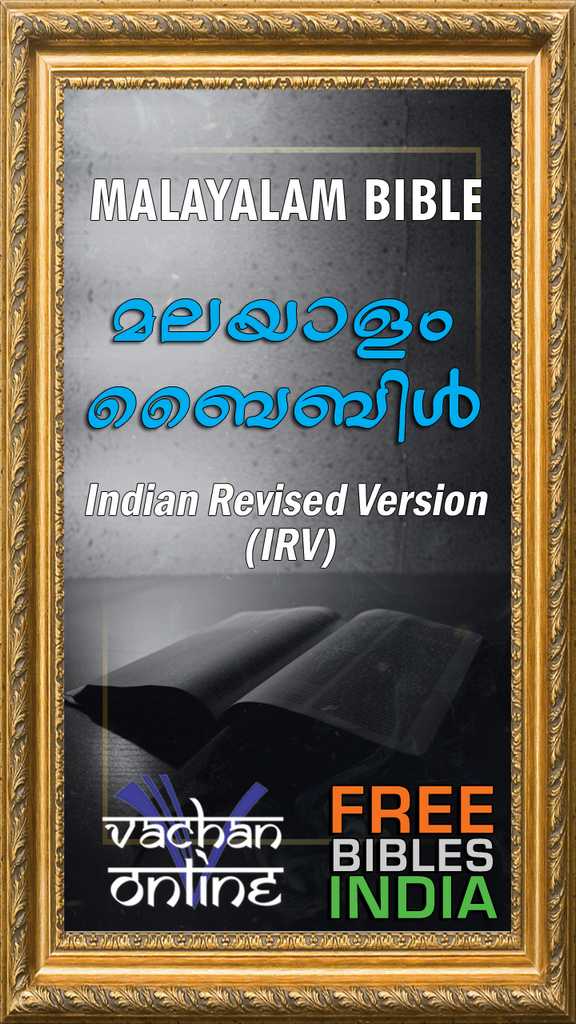 MALAYALAM BIBLE
മലയാളം
ബൈബിൾ
Indian Revised Version
(IRV)
vachan
online
FREE
BIBLES
INDIA